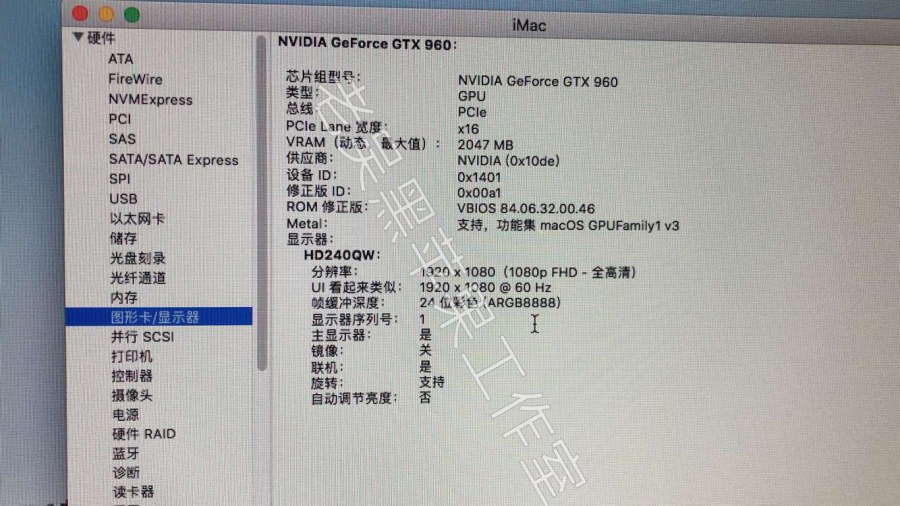 iMac
硬件
ATA
FireWire
NVMExpress
PCI
SAS
SATA/SATA Express
SPI
USB
以太网卡
储存
光盘刻录
光纤通道
内存
图形卡/显示器
并行 SCSI
打印机
控制器
摄像头
电源
硬件 RAID
蓝牙
诊断
读卡器
NVIDIA GeForce GTX 960:
芯片组型号: NVIDIA GeForce GTX 960
类型: GPU
总线: PCIe
PCIe Lane 宽度: x16
VRAM（动态，最大值）: 2047 MB
供应商: NVIDIA (0x10de)
设备 ID: 0x1401
修正版 ID: 0x00a1
ROM 修正版: VBIOS 84.06.32.00.46
Metal: 支持，功能集 macOS GPUFamily1 v3
显示器:
HD240QW:
分辨率: 1920 x 1080（1080p FHD - 全高清）
UI 看起来类似: 1920 x 1080 @ 60 Hz
帧缓冲深度: 24 位彩色 (ARGB8888)
显示器序列号: 1
主显示器: 是
镜像: 关
联机: 是
旋转: 支持
自动调节亮度: 否
老吴黑苹果工作室